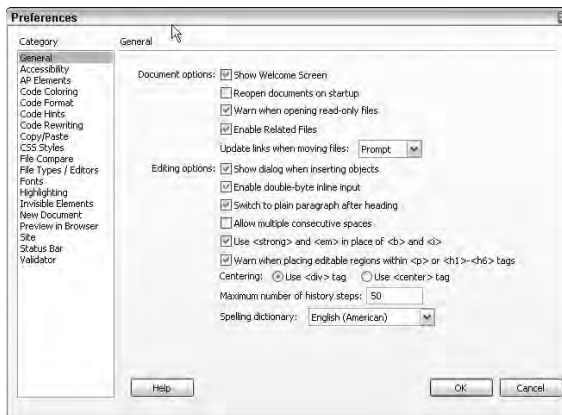 Preferences
Category
General
General
Accessibility
AP Elements
Code Coloring
Code Format
Code Hints
Code Rewriting
Copy/Paste
CSS Styles
File Compare
File Types / Editors
Fonts
Highlighting
Invisible Elements
New Document
Preview in Browser
Site
Status Bar
Validator
Document options: Show Welcome Screen
Reopen documents on startup
Warn when opening read-only files
Enable Related Files
Update links when moving files: Prompt
Editing options: Show dialog when inserting objects
Enable double-byte inline input
Switch to plain paragraph after heading
Allow multiple consecutive spaces
Use <strong> and <em> in place of <b> and <i>
Warn when placing editable regions within <p> or <h1>-<h6> tags
Centering: Use <div> tag Use <center> tag
Maximum number of history steps: 50
Spelling dictionary: English (American)
Help OK Cancel